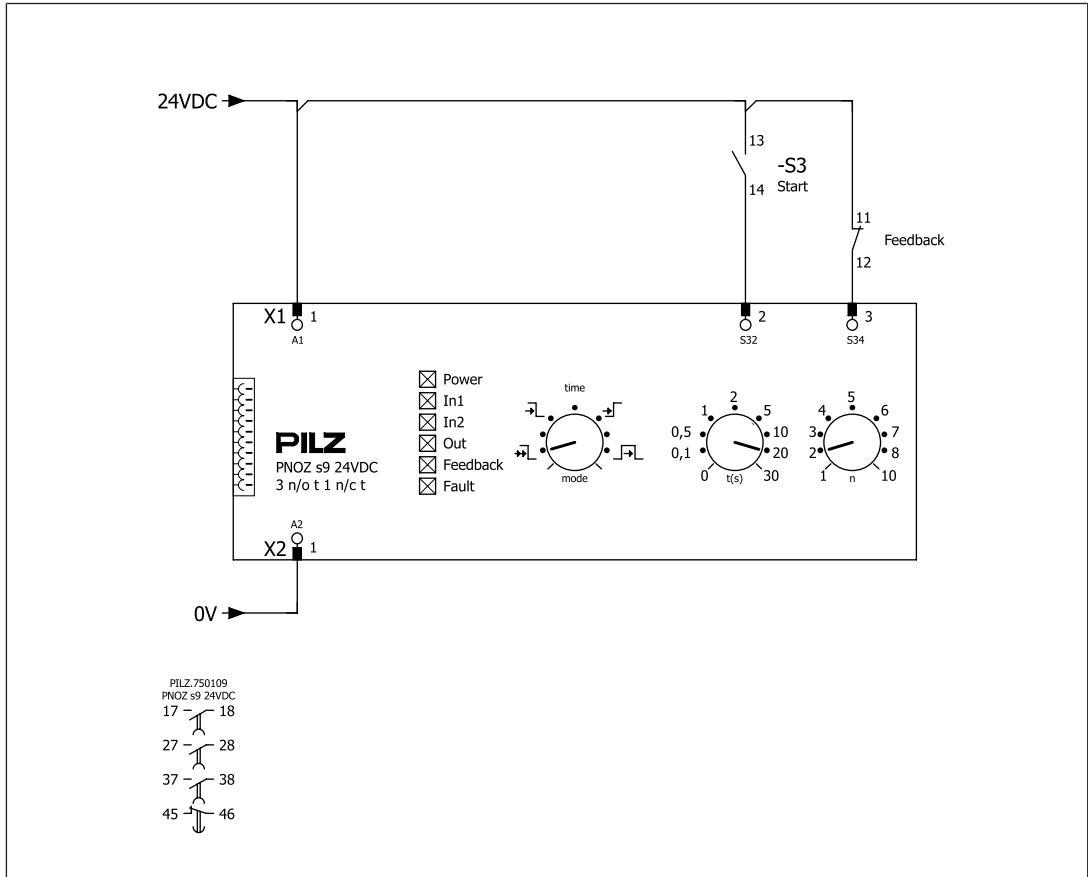 24VDC
13
-S3
Start
14
11
Feedback
12
X1 1
A1
2
S32
3
S34
Power
In1
In2
Out
Feedback
Fault
PILZ
PNOZ s9 24VDC
3 n/o t 1 n/c t
time
mode
2
1 5
0,5 10
0,1 20
0 t(s) 30
5
4 6
3 7
2 8
1 n 10
A2
X2 1
0V
PILZ.750109
PNOZ s9 24VDC
17 18
27 28
37 38
45 46